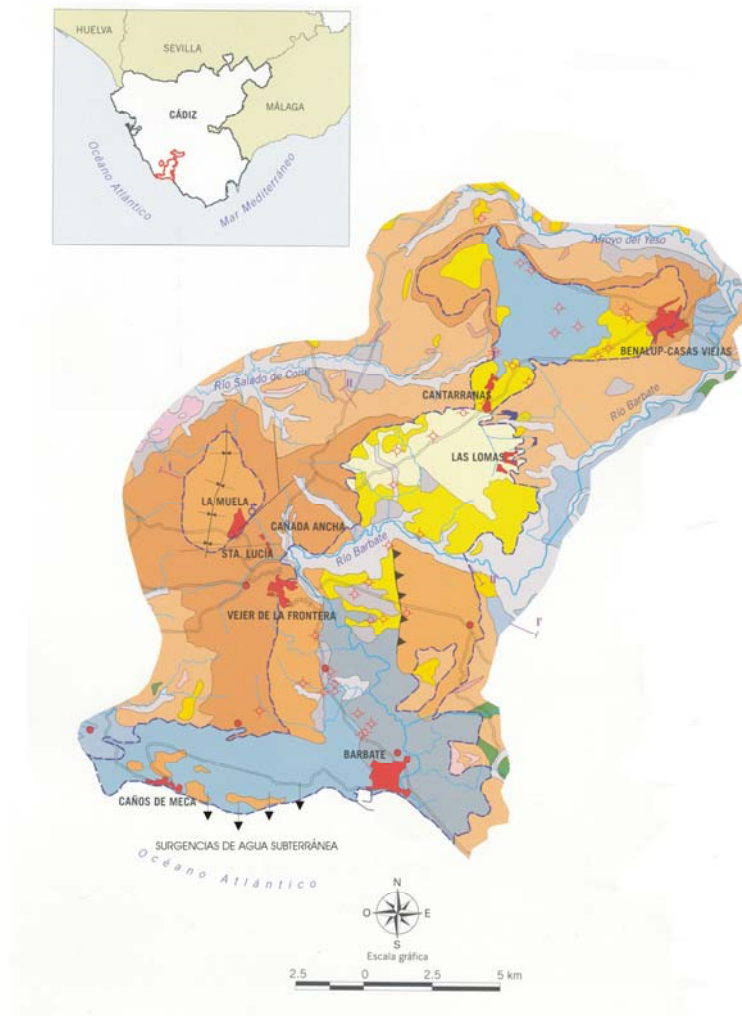 HUELVA
SEVILLA
CÁDIZ
MÁLAGA
Océano Atlántico
Mar Mediterráneo
Arroyo del Yeso
BENALUP-CASAS VIEJAS
Río Salado de Conil
II
CANTARRANAS
Río Barbate
I
LAS LOMAS
LA MUELA
CAÑADA ANCHA
STA. LUCÍA
Río Barbate
II'
VEJER DE LA FRONTERA
I'
BARBATE
CAÑOS DE MECA
SURGENCIAS DE AGUA SUBTERRÁNEA
Océano Atlántico
N
O
E
S
Escala gráfica
2.5 0 2.5 5 km